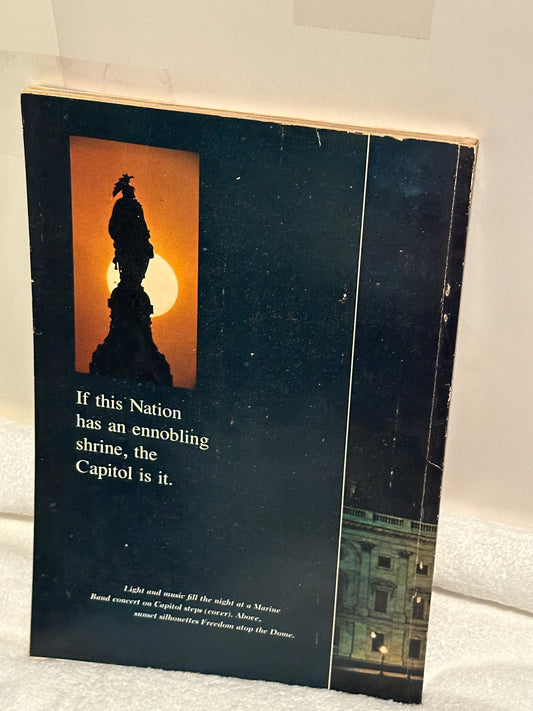 If this Nation
has an ennobling
shrine, the
Capitol is it.
Light and music fill the night at a Marine
Band concert on Capitol steps (cover). Above,
sunset silhouettes Freedom atop the Dome.